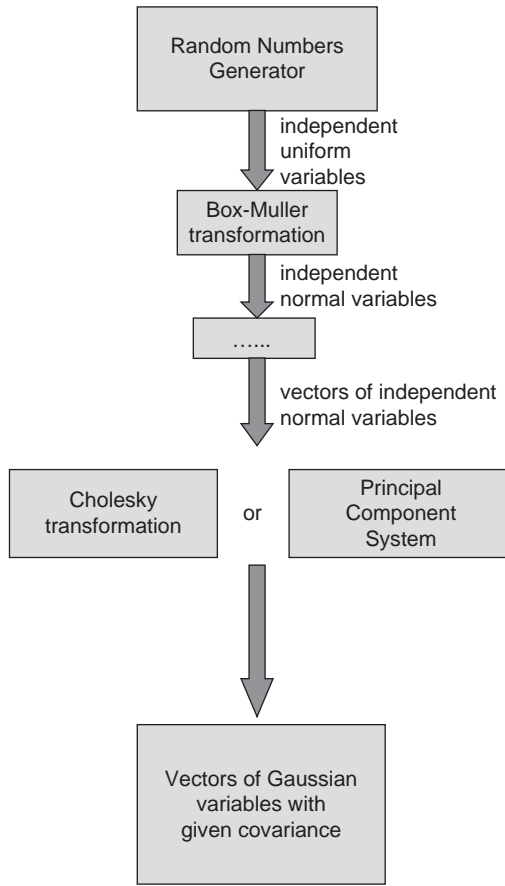 Random Numbers
Generator
independent
uniform
variables
Box-Muller
transformation
independent
normal variables
…...
vectors of independent
normal variables
Cholesky
transformation
or
Principal
Component
System
Vectors of Gaussian
variables with
given covariance